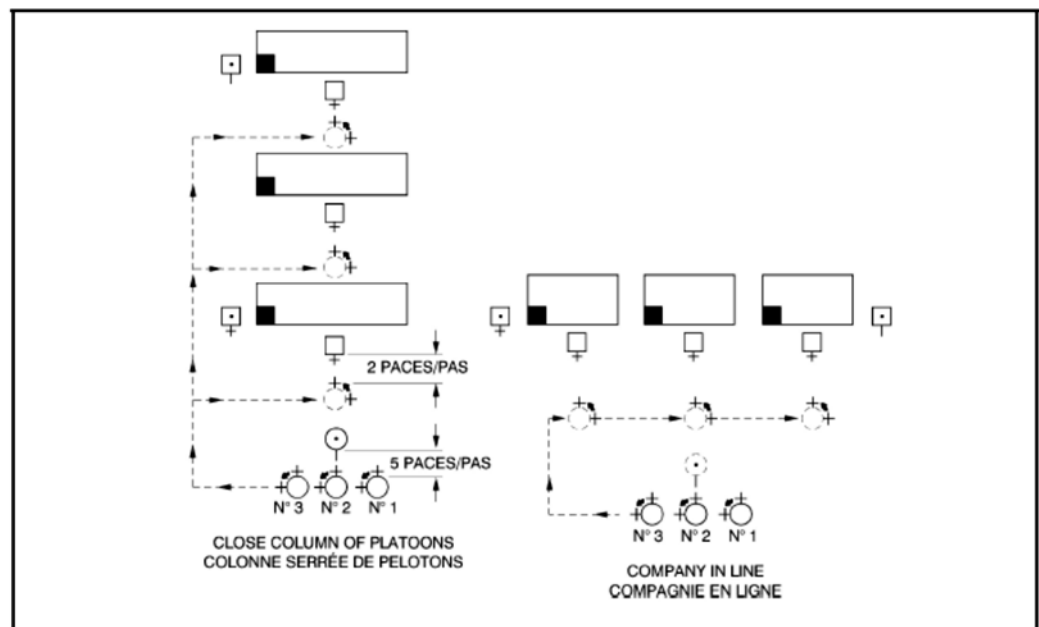 2 PACES/PAS
5 PACES/PAS
N° 3 N° 2 N° 1
CLOSE COLUMN OF PLATOONS
COLONNE SERRÉE DE PELOTONS
N° 3 N° 2 N° 1
COMPANY IN LINE
COMPAGNIE EN LIGNE